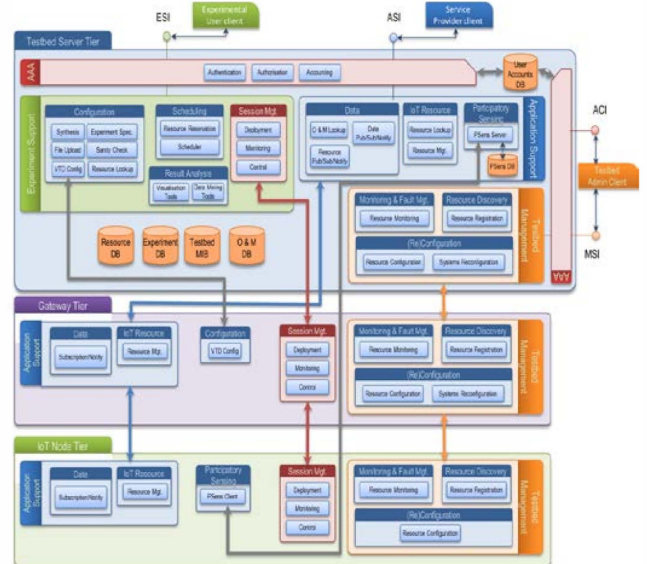 Experimental
User client
ESI
Service
Provider client
ASI
Testbed Server Tier
AAA
Authentication
Authorisation
Accounting
User
Accounts
DB
Experiment Support
Configuration
Synthesis
Experiment Spec.
File Upload
Sanity Check
VTD Config
Resource Lookup
Scheduling
Resource Reservation
Scheduler
Result Analysis
Visualisation
Tools
Data Mining
Tools
Session Mgt.
Deployment
Monitoring
Control
Data
O & M Lookup
Data
Pub/Sub/Notify
Resource
Pub/Sub/Notify
IoT Resource
Resource Lookup
Resource Mgt.
Participatory
Sensing
PSens Server
PSens DB
Application Support
ACI
Testbed
Admin Client
MSI
AAA
Monitoring & Fault Mgt.
Resource Monitoring
Resource Discovery
Resource Registration
(Re)Configuration
Resource Configuration
Systems Reconfiguration
Testbed
Management
Resource
DB
Experiment
DB
Testbed
MIB
O & M
DB
Gateway Tier
Application
Support
Data
Subscription/Notify
IoT Resource
Resource Mgt.
Configuration
VTD Config
Session Mgt.
Deployment
Monitoring
Control
Monitoring & Fault Mgt.
Resource Monitoring
Resource Discovery
Resource Registration
(Re)Configuration
Resource Configuration
Systems Reconfiguration
Testbed
Management
IoT Node Tier
Application
Support
Data
Subscription/Notify
IoT Resource
Resource Mgt.
Participatory
Sensing
PSens Client
Session Mgt.
Deployment
Monitoring
Control
Monitoring & Fault Mgt.
Resource Monitoring
Resource Discovery
Resource Registration
(Re)Configuration
Resource Configuration
Testbed
Management